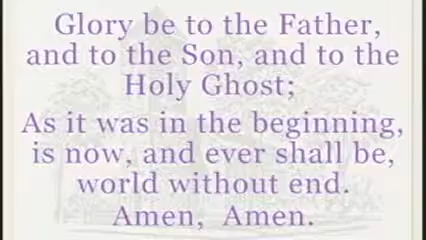 Glory be to the Father,
and to the Son, and to the
Holy Ghost;
As it was in the beginning,
is now, and ever shall be,
world without end.
Amen, Amen.